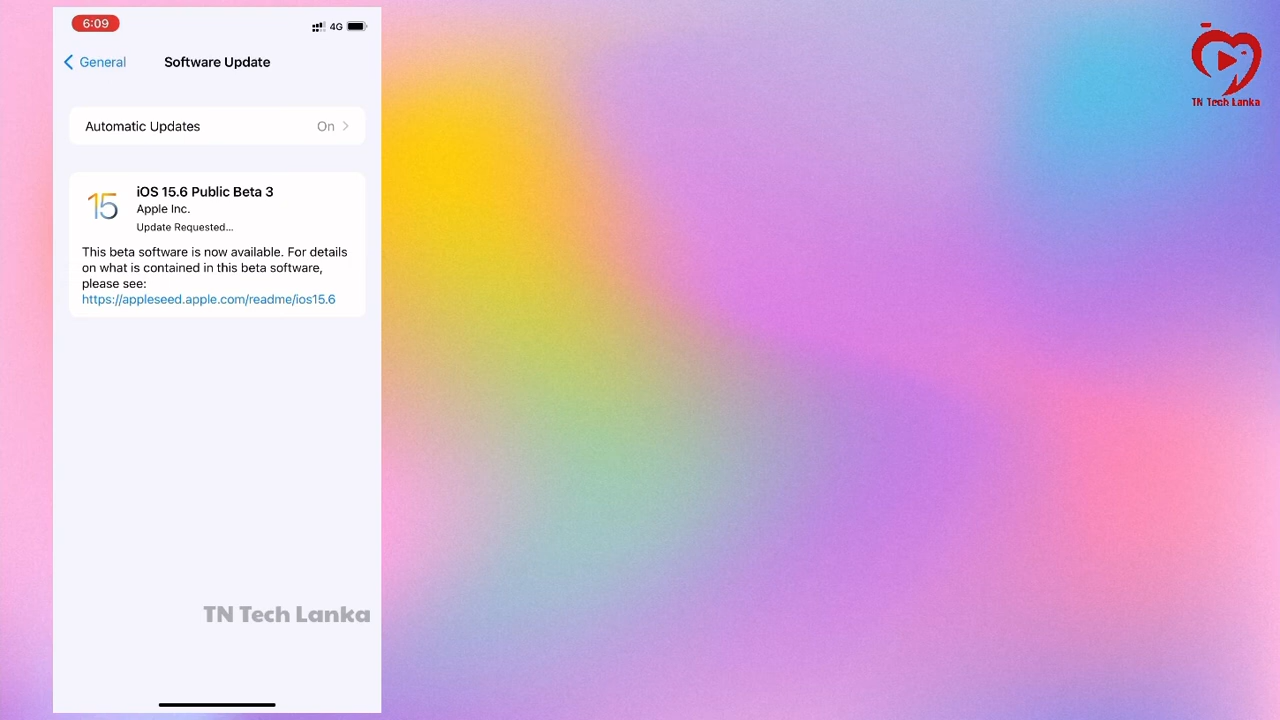 6:09
4G
General
Software Update
Automatic Updates
On
15
iOS 15.6 Public Beta 3
Apple Inc.
Update Requested...
This beta software is now available. For details
on what is contained in this beta software,
please see:
https://appleseed.apple.com/readme/ios15.6
TN Tech Lanka
TN Tech Lanka